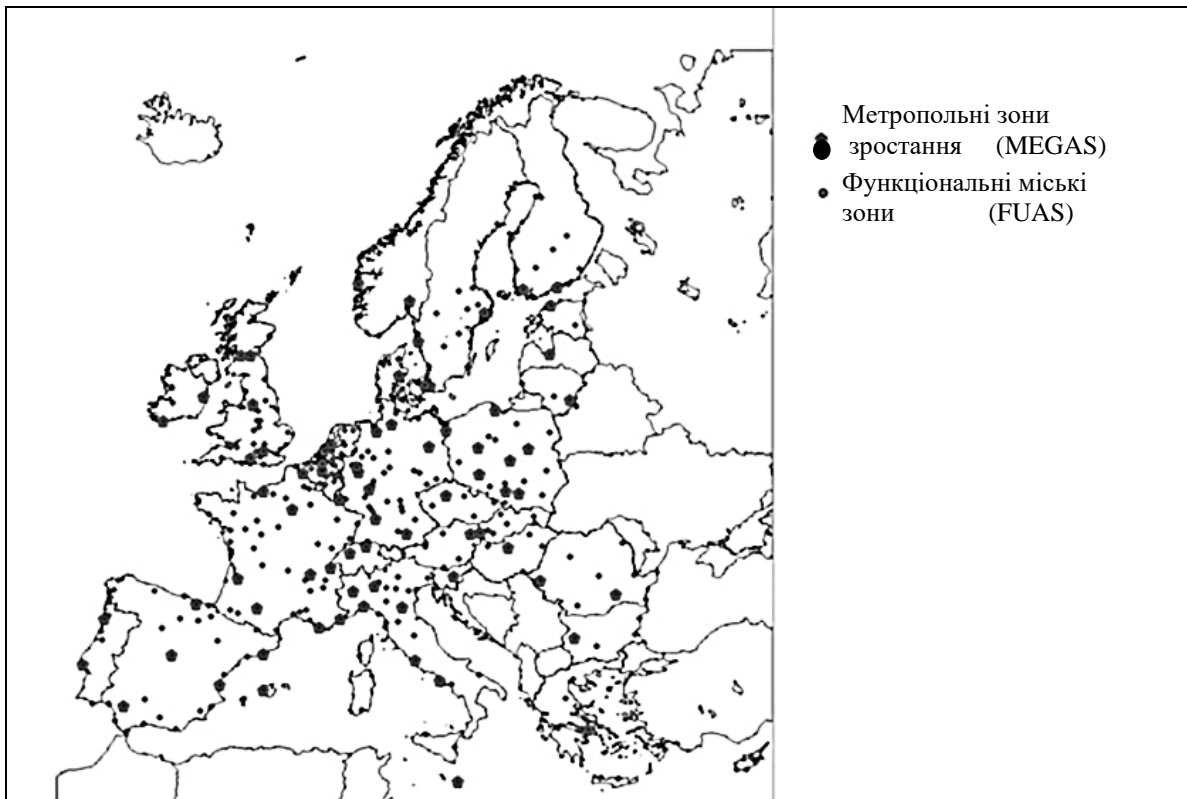 Метропольні зони
зростання (MEGAS)
Функціональні міські
зони (FUAS)